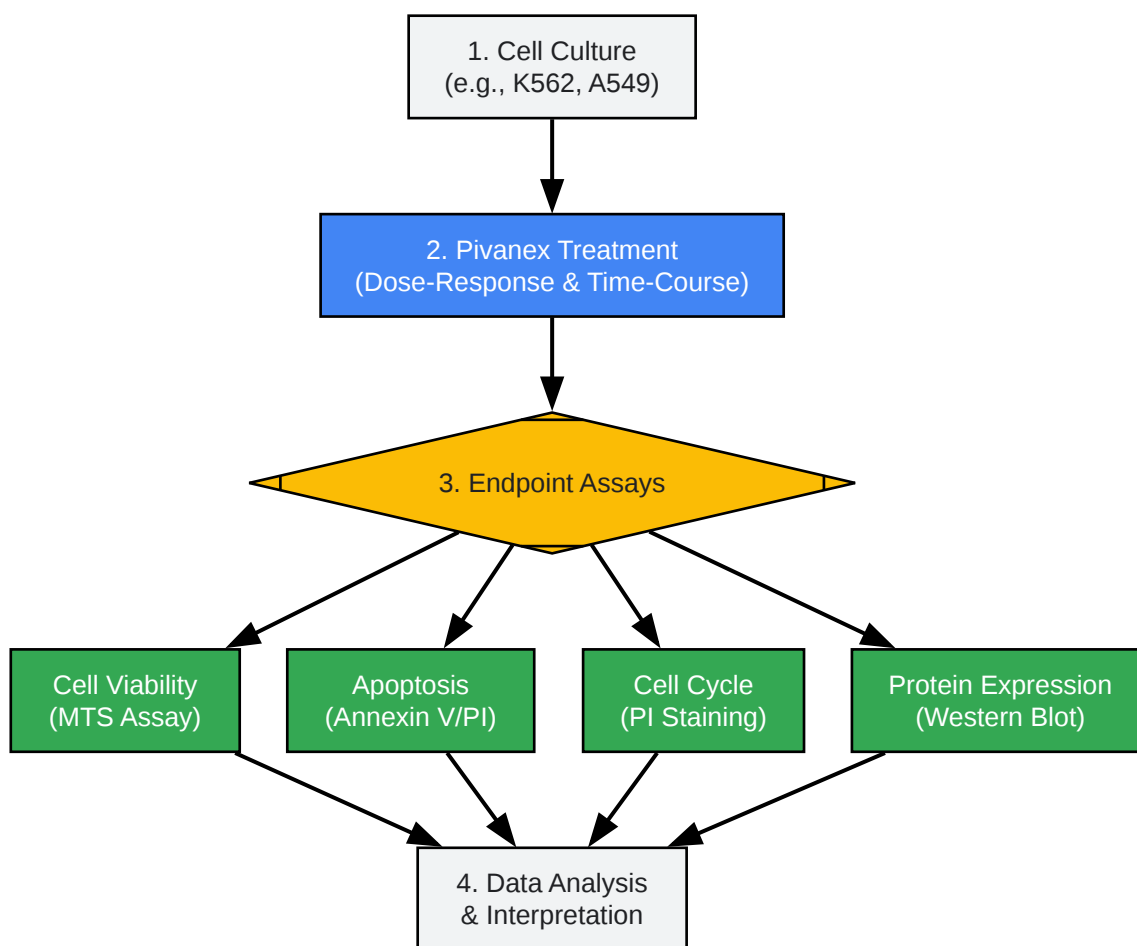 1. Cell Culture
(e.g., K562, A549)
2. Pivanex Treatment
(Dose-Response & Time-Course)
3. Endpoint Assays
Cell Viability
(MTS Assay)
Apoptosis
(Annexin V/PI)
Cell Cycle
(PI Staining)
Protein Expression
(Western Blot)
4. Data Analysis
& Interpretation